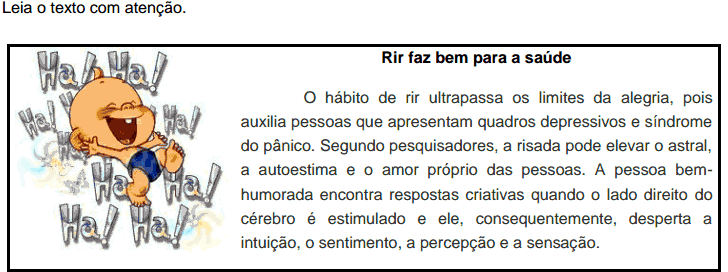 Leia o texto com atenção.
Rir faz bem para a saúde
O hábito de rir ultrapassa os limites da alegria, pois
auxilia pessoas que apresentam quadros depressivos e síndrome
do pânico. Segundo pesquisadores, a risada pode elevar o astral,
a autoestima e o amor próprio das pessoas. A pessoa bem-
humorada encontra respostas criativas quando o lado direito do
cérebro é estimulado e ele, consequentemente, desperta a
intuição, o sentimento, a percepção e a sensação.
Ha! Ha!
Ha! Ha!
Ha!
Ha! Ha!
Ha! Ha!